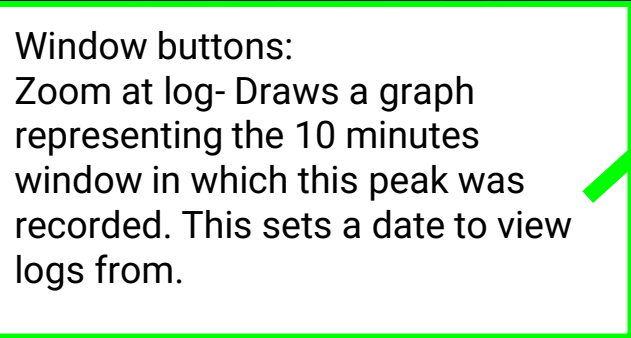 Window buttons:
Zoom at log- Draws a graph
representing the 10 minutes
window in which this peak was
recorded. This sets a date to view
logs from.